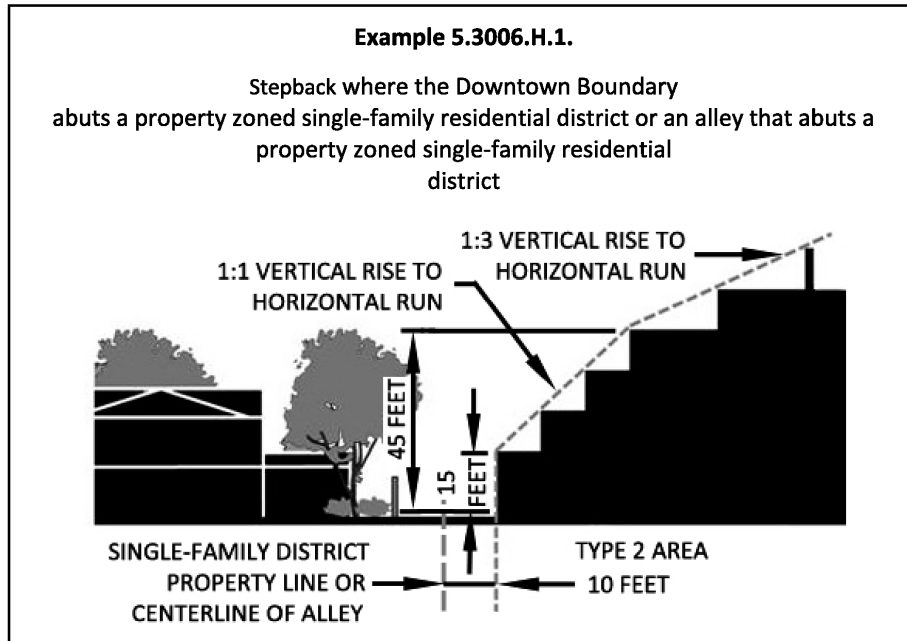 Example 5.3006.H.1.
Stepback where the Downtown Boundary
abuts a property zoned single-family residential district or an alley that abuts a
property zoned single-family residential
district
1:3 VERTICAL RISE TO
HORIZONTAL RUN
1:1 VERTICAL RISE TO
HORIZONTAL RUN
45 FEET
15
FEET
SINGLE-FAMILY DISTRICT
PROPERTY LINE OR
CENTERLINE OF ALLEY
TYPE 2 AREA
10 FEET